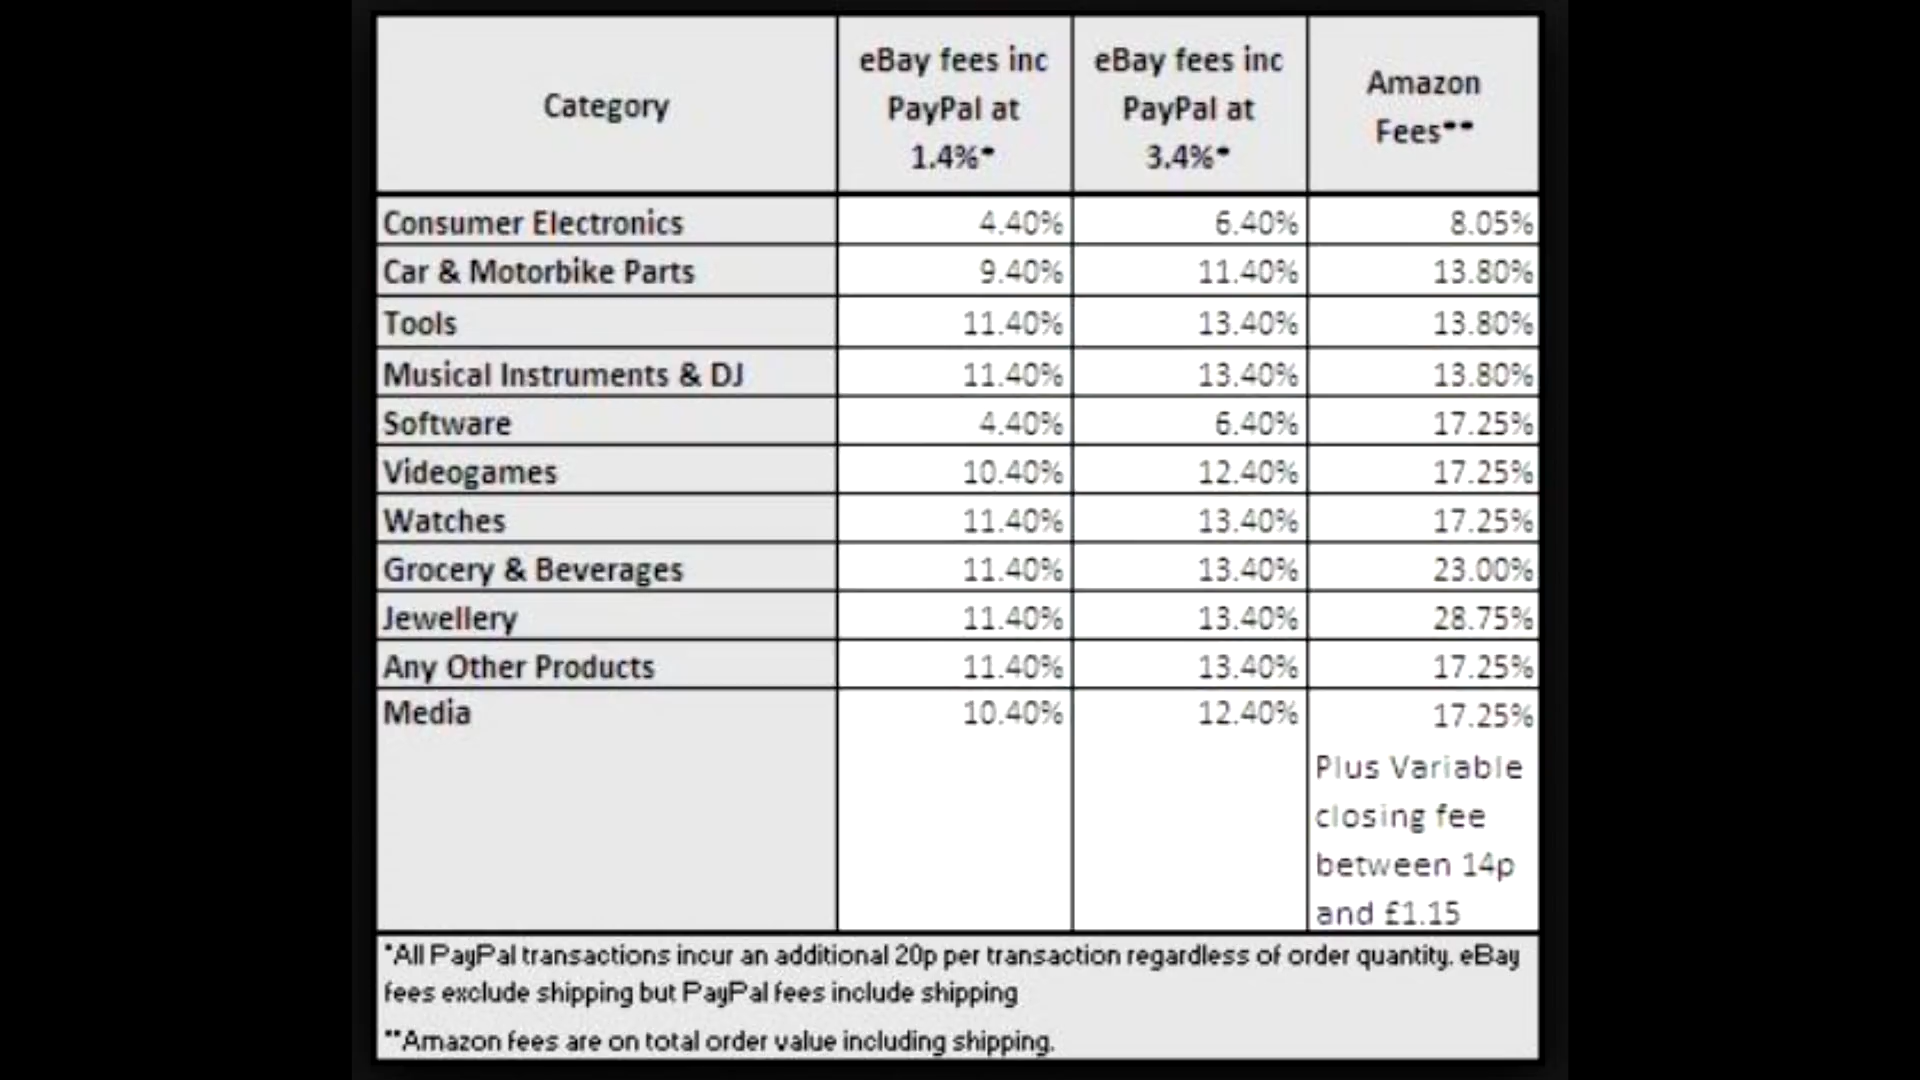 Category
eBay fees inc
PayPal at
1.4%*
eBay fees inc
PayPal at
3.4%*
Amazon
Fees**
Consumer Electronics 4.40% 6.40% 8.05%
Car & Motorbike Parts 9.40% 11.40% 13.80%
Tools 11.40% 13.40% 13.80%
Musical Instruments & DJ 11.40% 13.40% 13.80%
Software 4.40% 6.40% 17.25%
Videogames 10.40% 12.40% 17.25%
Watches 11.40% 13.40% 17.25%
Grocery & Beverages 11.40% 13.40% 23.00%
Jewellery 11.40% 13.40% 28.75%
Any Other Products 11.40% 13.40% 17.25%
Media 10.40% 12.40% 17.25%
Plus Variable
closing fee
between 14p
and £1.15
*All PayPal transactions incur an additional 20p per transaction regardless of order quantity. eBay
fees exclude shipping but PayPal fees include shipping
**Amazon fees are on total order value including shipping.